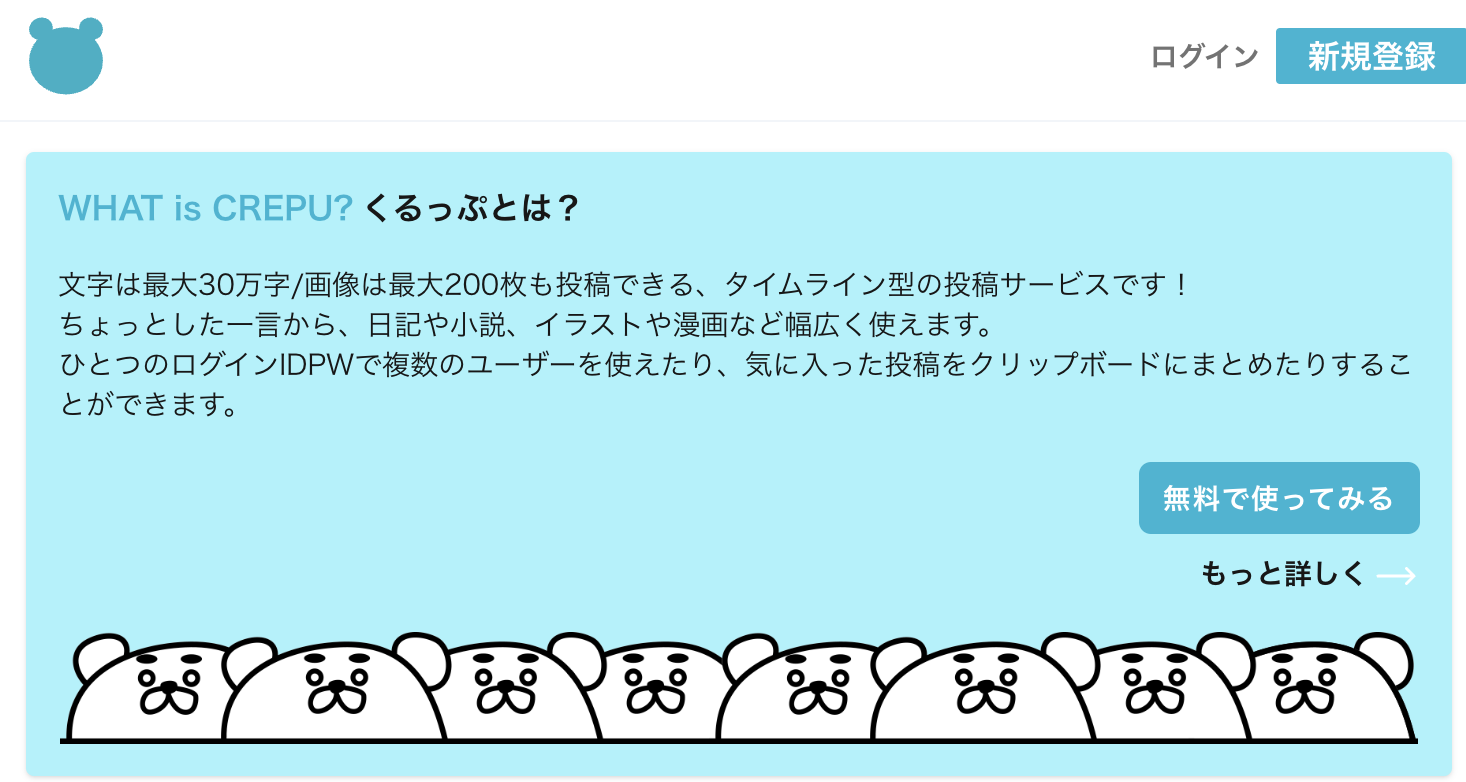 ログイン
新規登録
WHAT is CREPU? くるっぷとは？
文字は最大30万字/画像は最大200枚も投稿できる、タイムライン型の投稿サービスです！
ちょっとした一言から、日記や小説、イラストや漫画など幅広く使えます。
ひとつのログインIDPWで複数のユーザーを使えたり、気に入った投稿をクリップボードにまとめたりするこ
とができます。
無料で使ってみる
もっと詳しく